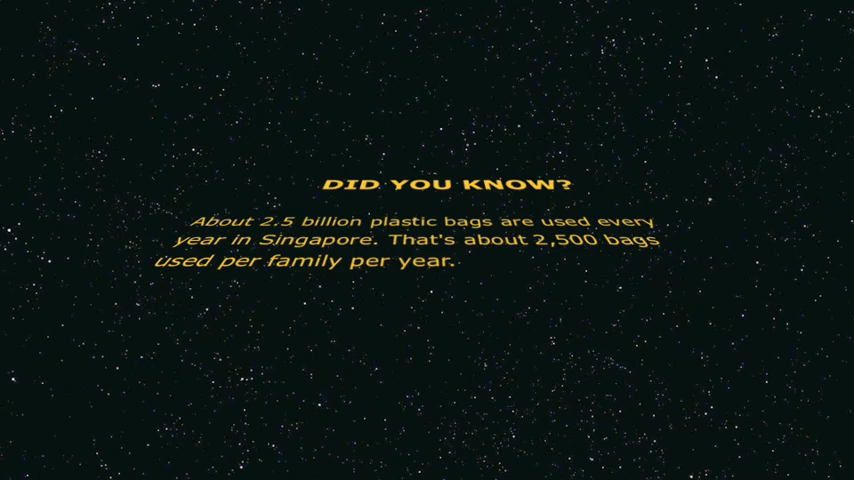 DID YOU KNOW?
About 2.5 billion plastic bags are used every
year in Singapore. That's about 2,500 bags
used per family per year.